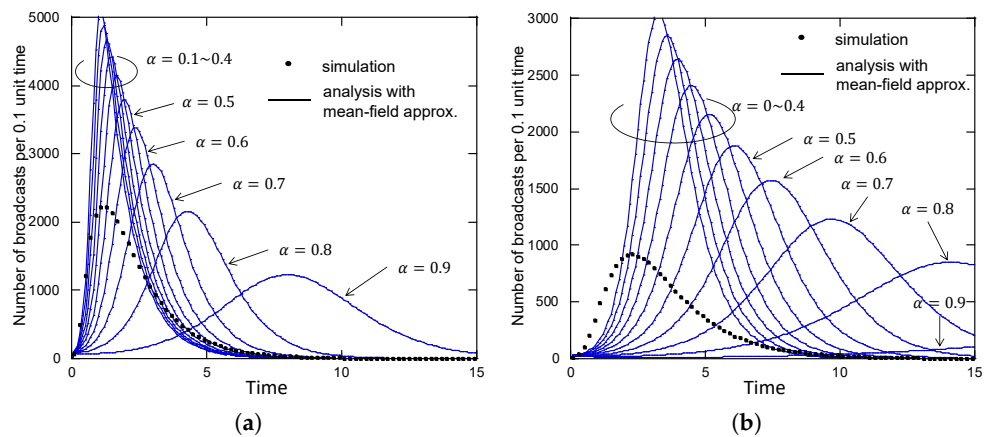 5000
4000
3000
2000
1000
0
0
5
10
15
Number of broadcasts per 0.1 unit time
Time
α = 0.1~0.4
α = 0.5
α = 0.6
α = 0.7
α = 0.8
α = 0.9
simulation
analysis with
mean-field approx.
(a)
3000
2500
2000
1500
1000
500
0
0
5
10
15
Number of broadcasts per 0.1 unit time
Time
simulation
analysis with
mean-field approx.
α = 0~0.4
α = 0.5
α = 0.6
α = 0.7
α = 0.8
α = 0.9
(b)